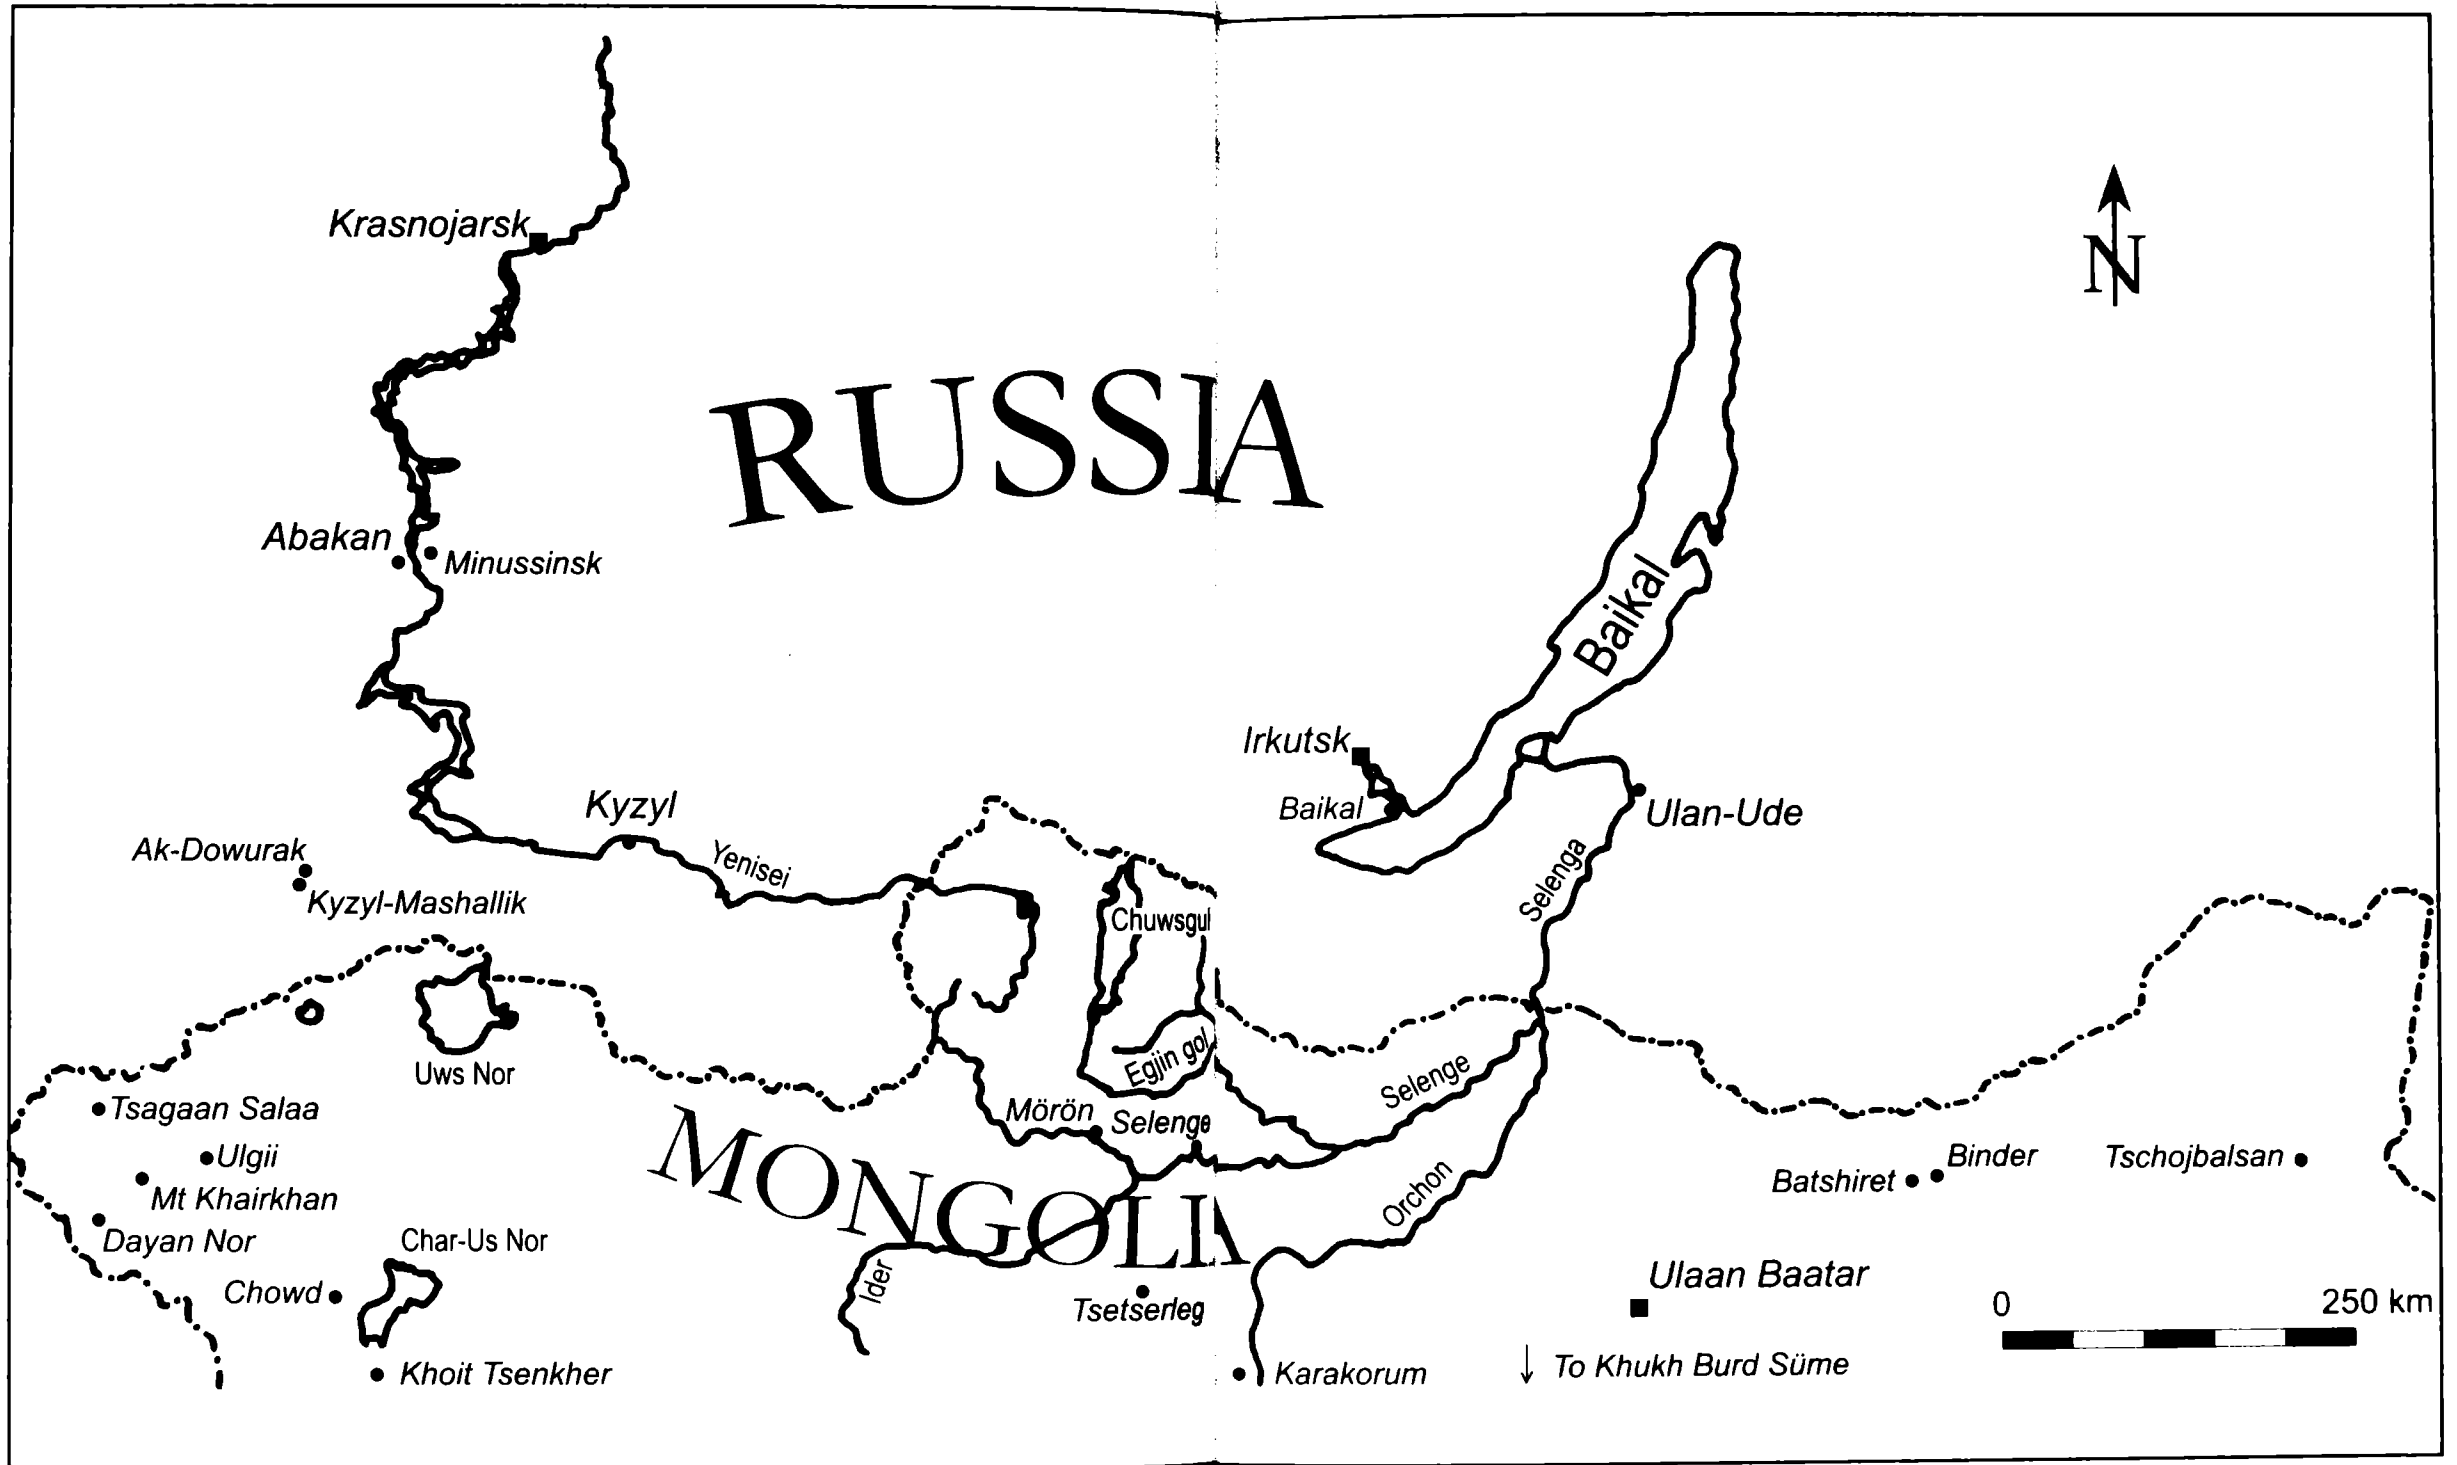 Krasnojarsk
N
RUSSIA
Abakan
Minussinsk
Baikal
Irkutsk
Baikal
Ulan-Ude
Kyzyl
Yenisei
Ak-Dowurak
Kyzyl-Mashallik
Selenga
Chuwsgul
Uws Nor
Egjin gol
Selenge
Tsagaan Salaa
Mörön
Selenge
Ulgii
Mt Khairkhan
MONGOLIA
Orchon
Batshiret
Binder
Tschojbalsan
Dayan Nor
Char-Us Nor
Chowd
Ider
Tsetserleg
Ulaan Baatar
0 250 km
Khoit Tsenkher
Karakorum
↓ To Khukh Burd Süme